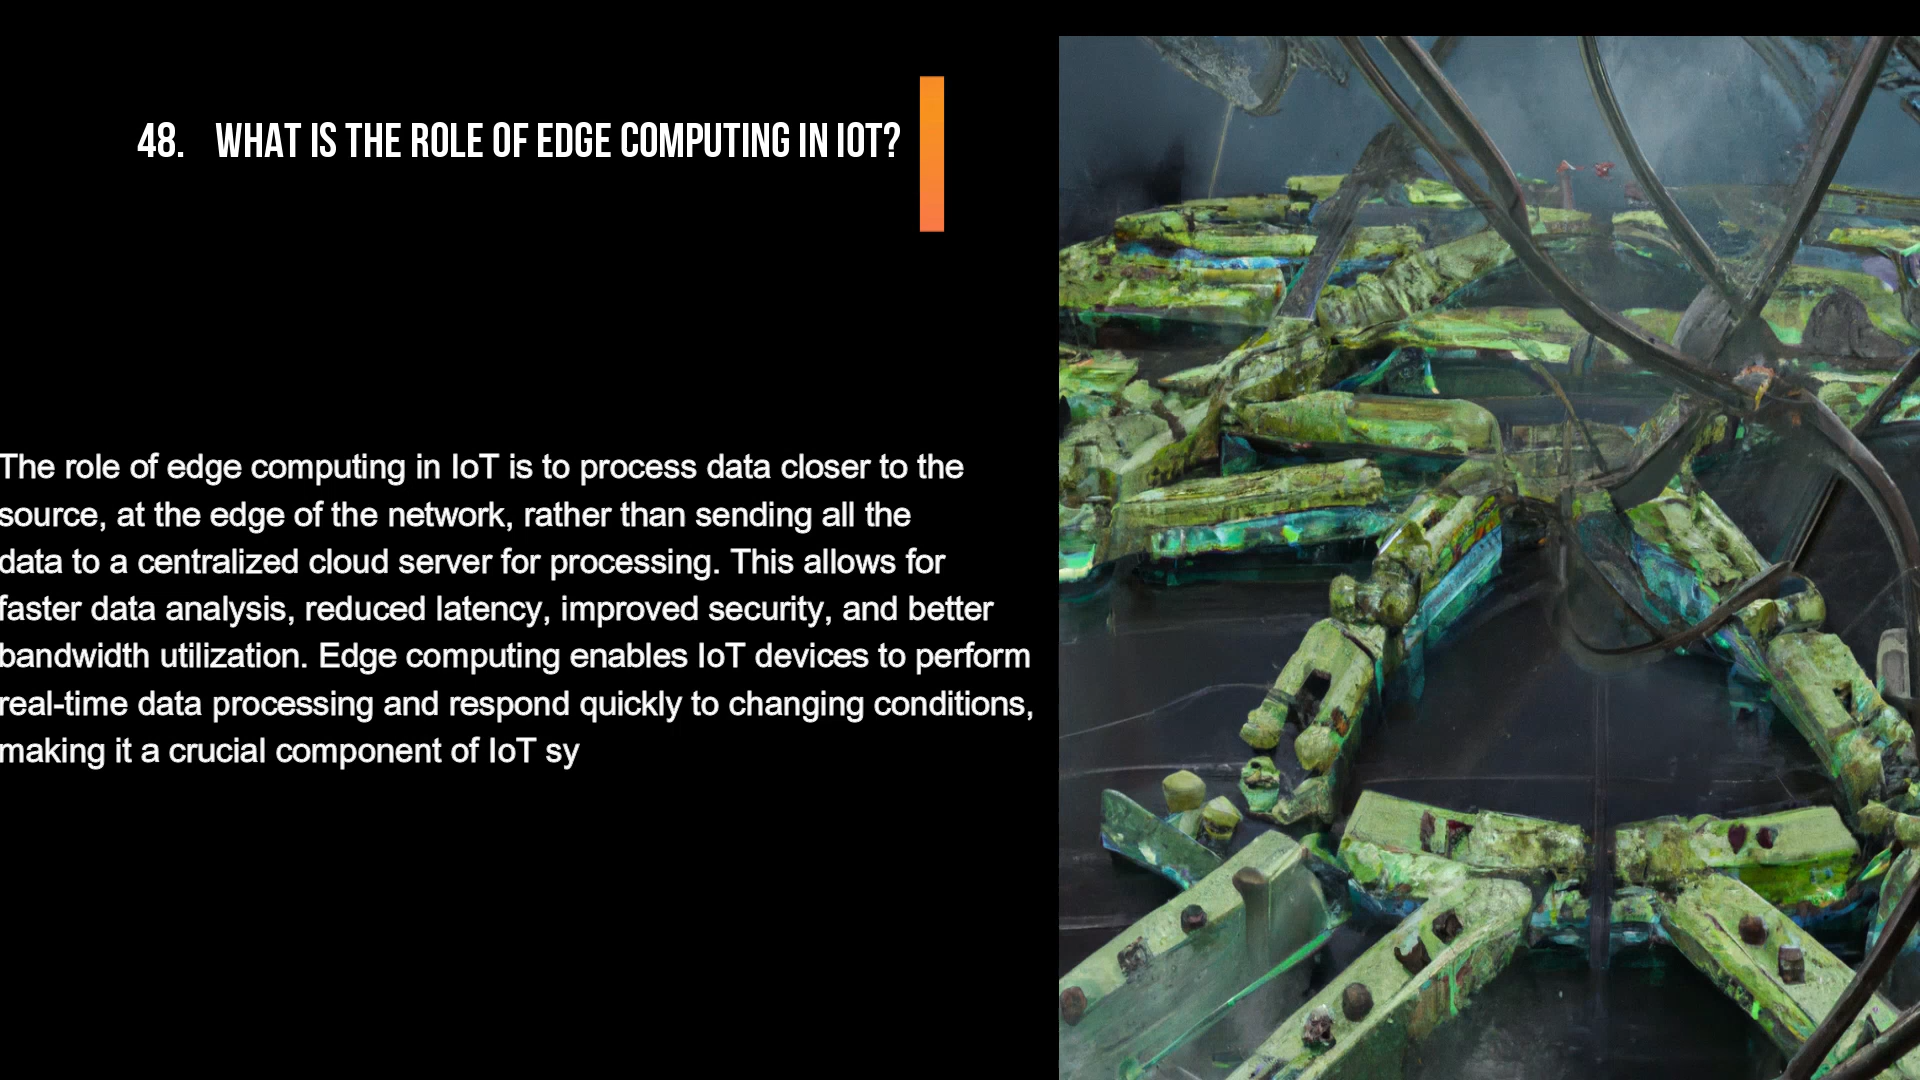 48. WHAT IS THE ROLE OF EDGE COMPUTING IN IOT?
The role of edge computing in IoT is to process data closer to the
source, at the edge of the network, rather than sending all the
data to a centralized cloud server for processing. This allows for
faster data analysis, reduced latency, improved security, and better
bandwidth utilization. Edge computing enables IoT devices to perform
real-time data processing and respond quickly to changing conditions,
making it a crucial component of IoT sy